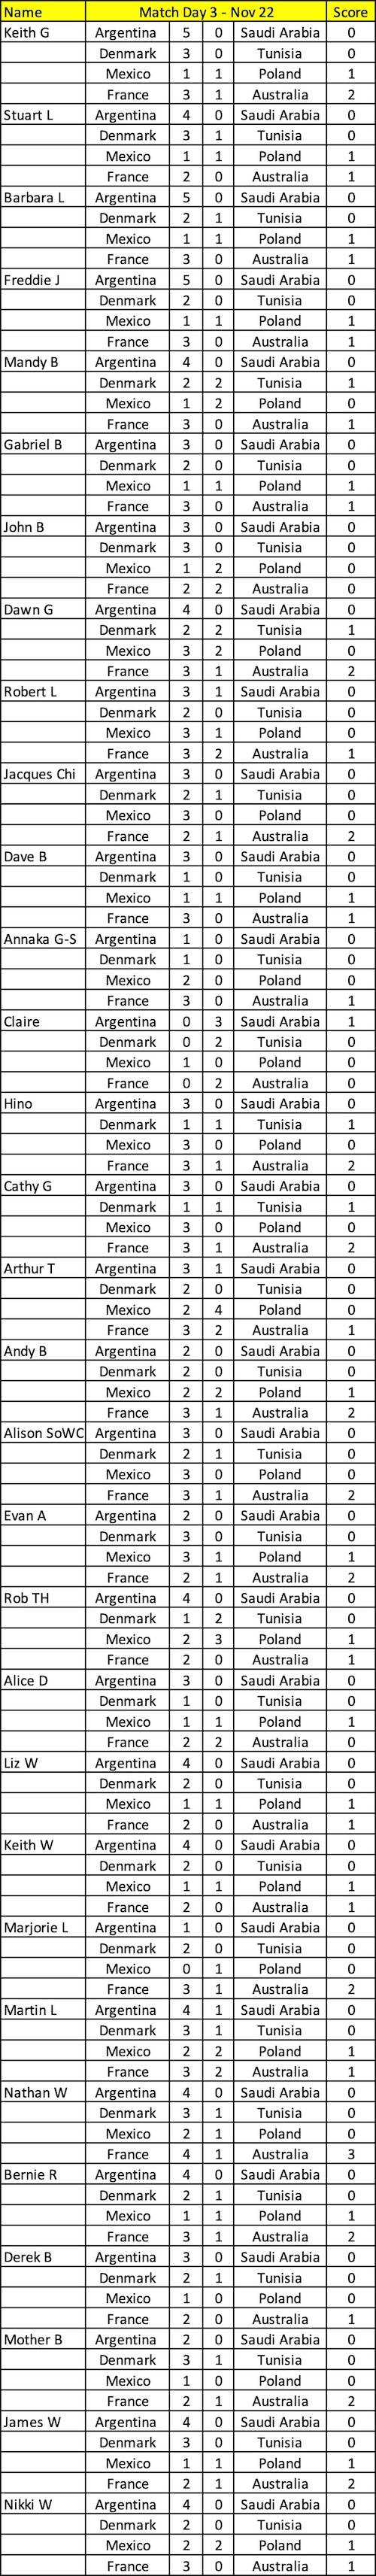 Name Match Day 3 - Nov 22 Score
Keith G Argentina 5 0 Saudi Arabia 0
Denmark 3 0 Tunisia 0
Mexico 1 1 Poland 1
France 3 1 Australia 2
Stuart L Argentina 4 0 Saudi Arabia 0
Denmark 3 1 Tunisia 0
Mexico 1 1 Poland 1
France 2 0 Australia 1
Barbara L Argentina 5 0 Saudi Arabia 0
Denmark 2 1 Tunisia 0
Mexico 1 1 Poland 1
France 3 0 Australia 1
Freddie J Argentina 5 0 Saudi Arabia 0
Denmark 2 0 Tunisia 0
Mexico 1 1 Poland 1
France 3 0 Australia 1
Mandy B Argentina 4 0 Saudi Arabia 0
Denmark 2 2 Tunisia 1
Mexico 1 2 Poland 0
France 3 0 Australia 1
Gabriel B Argentina 3 0 Saudi Arabia 0
Denmark 2 0 Tunisia 0
Mexico 1 1 Poland 1
France 3 0 Australia 1
John B Argentina 3 0 Saudi Arabia 0
Denmark 3 0 Tunisia 0
Mexico 1 2 Poland 0
France 2 2 Australia 0
Dawn G Argentina 4 0 Saudi Arabia 0
Denmark 2 2 Tunisia 1
Mexico 3 2 Poland 0
France 3 1 Australia 2
Robert L Argentina 3 1 Saudi Arabia 0
Denmark 2 0 Tunisia 0
Mexico 3 1 Poland 0
France 3 2 Australia 1
Jacques Chi Argentina 3 0 Saudi Arabia 0
Denmark 2 1 Tunisia 0
Mexico 3 0 Poland 0
France 2 1 Australia 2
Dave B Argentina 3 0 Saudi Arabia 0
Denmark 1 0 Tunisia 0
Mexico 1 1 Poland 1
France 3 0 Australia 1
Annaka G-S Argentina 1 0 Saudi Arabia 0
Denmark 1 0 Tunisia 0
Mexico 2 0 Poland 0
France 3 0 Australia 1
Claire Argentina 0 3 Saudi Arabia 1
Denmark 0 2 Tunisia 0
Mexico 1 0 Poland 0
France 0 2 Australia 0
Hino Argentina 3 0 Saudi Arabia 0
Denmark 1 1 Tunisia 1
Mexico 3 0 Poland 0
France 3 1 Australia 2
Cathy G Argentina 3 0 Saudi Arabia 0
Denmark 1 1 Tunisia 1
Mexico 3 0 Poland 0
France 3 1 Australia 2
Arthur T Argentina 3 1 Saudi Arabia 0
Denmark 2 0 Tunisia 0
Mexico 2 4 Poland 0
France 3 2 Australia 1
Andy B Argentina 2 0 Saudi Arabia 0
Denmark 2 0 Tunisia 0
Mexico 2 2 Poland 1
France 3 1 Australia 2
Alison SoWC Argentina 3 0 Saudi Arabia 0
Denmark 2 1 Tunisia 0
Mexico 3 0 Poland 0
France 3 1 Australia 2
Evan A Argentina 2 0 Saudi Arabia 0
Denmark 3 0 Tunisia 0
Mexico 3 1 Poland 1
France 2 1 Australia 2
Rob TH Argentina 4 0 Saudi Arabia 0
Denmark 1 2 Tunisia 0
Mexico 2 3 Poland 1
France 2 0 Australia 1
Alice D Argentina 3 0 Saudi Arabia 0
Denmark 1 0 Tunisia 0
Mexico 1 1 Poland 1
France 2 2 Australia 0
Liz W Argentina 4 0 Saudi Arabia 0
Denmark 2 0 Tunisia 0
Mexico 1 1 Poland 1
France 2 0 Australia 1
Keith W Argentina 4 0 Saudi Arabia 0
Denmark 2 0 Tunisia 0
Mexico 1 1 Poland 1
France 2 0 Australia 1
Marjorie L Argentina 1 0 Saudi Arabia 0
Denmark 2 0 Tunisia 0
Mexico 0 1 Poland 0
France 3 1 Australia 2
Martin L Argentina 4 1 Saudi Arabia 0
Denmark 3 1 Tunisia 0
Mexico 2 2 Poland 1
France 3 2 Australia 1
Nathan W Argentina 4 0 Saudi Arabia 0
Denmark 3 1 Tunisia 0
Mexico 2 1 Poland 0
France 4 1 Australia 3
Bernie R Argentina 4 0 Saudi Arabia 0
Denmark 2 1 Tunisia 0
Mexico 1 1 Poland 1
France 3 1 Australia 2
Derek B Argentina 3 0 Saudi Arabia 0
Denmark 2 1 Tunisia 0
Mexico 1 0 Poland 0
France 2 0 Australia 1
Mother B Argentina 2 0 Saudi Arabia 0
Denmark 3 1 Tunisia 0
Mexico 1 0 Poland 0
France 2 1 Australia 2
James W Argentina 4 0 Saudi Arabia 0
Denmark 3 0 Tunisia 0
Mexico 1 1 Poland 1
France 2 1 Australia 2
Nikki W Argentina 4 0 Saudi Arabia 0
Denmark 2 0 Tunisia 0
Mexico 2 2 Poland 1
France 3 0 Australia 1